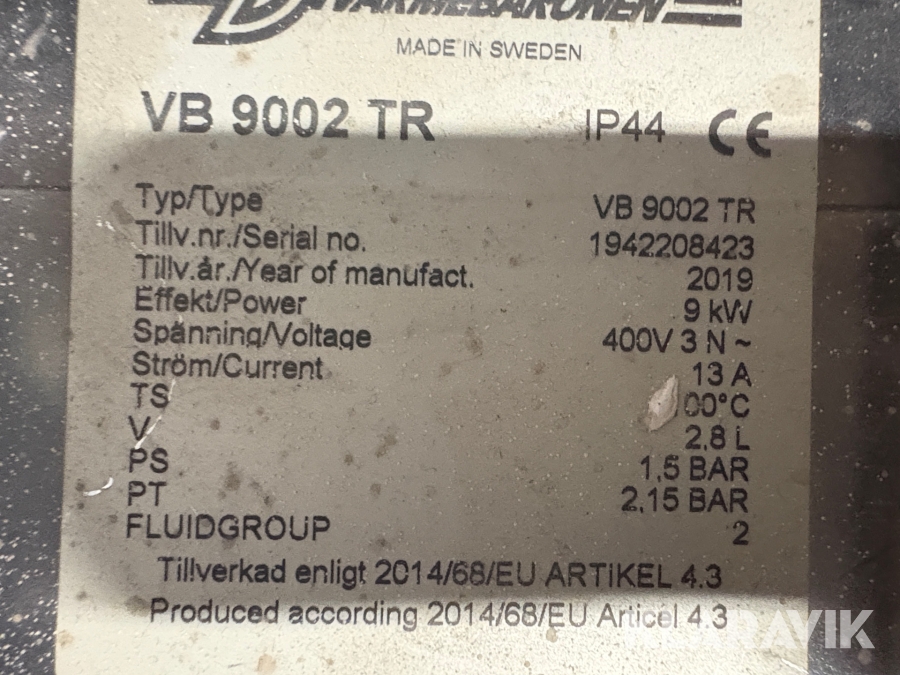 VÄRMEBARONEN
MADE IN SWEDEN
VB 9002 TR IP44 CE
Typ/Type VB 9002 TR
Tillv.nr./Serial no. 1942208423
Tillv.år./Year of manufact. 2019
Effekt/Power 9 kW
Spänning/Voltage 400V 3 N ~
Ström/Current 13 A
TS 00°C
V 2,8 L
PS 1,5 BAR
PT 2,15 BAR
FLUIDGROUP 2
Tillverkad enligt 2014/68/EU ARTIKEL 4.3
Produced according 2014/68/EU Articel 4.3
KLARAVIK